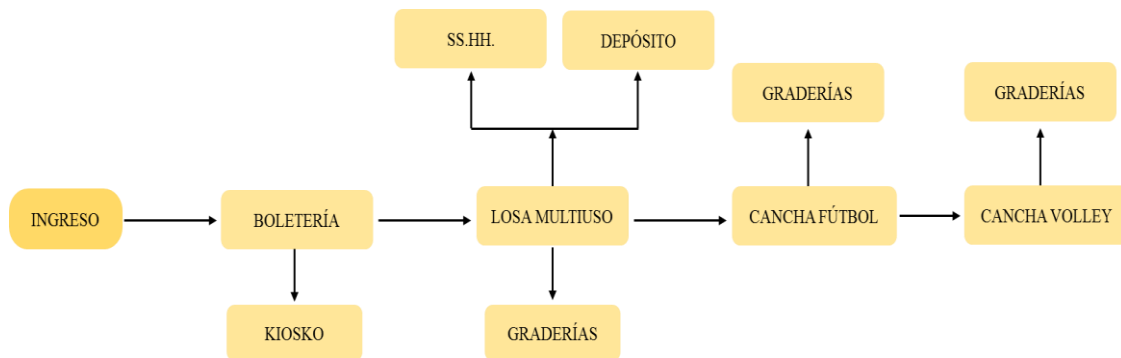 SS.HH.
DEPÓSITO
GRADERÍAS
GRADERÍAS
INGRESO
BOLETERÍA
LOSA MULTIUSO
CANCHA FÚTBOL
CANCHA VOLLEY
KIOSKO
GRADERÍAS